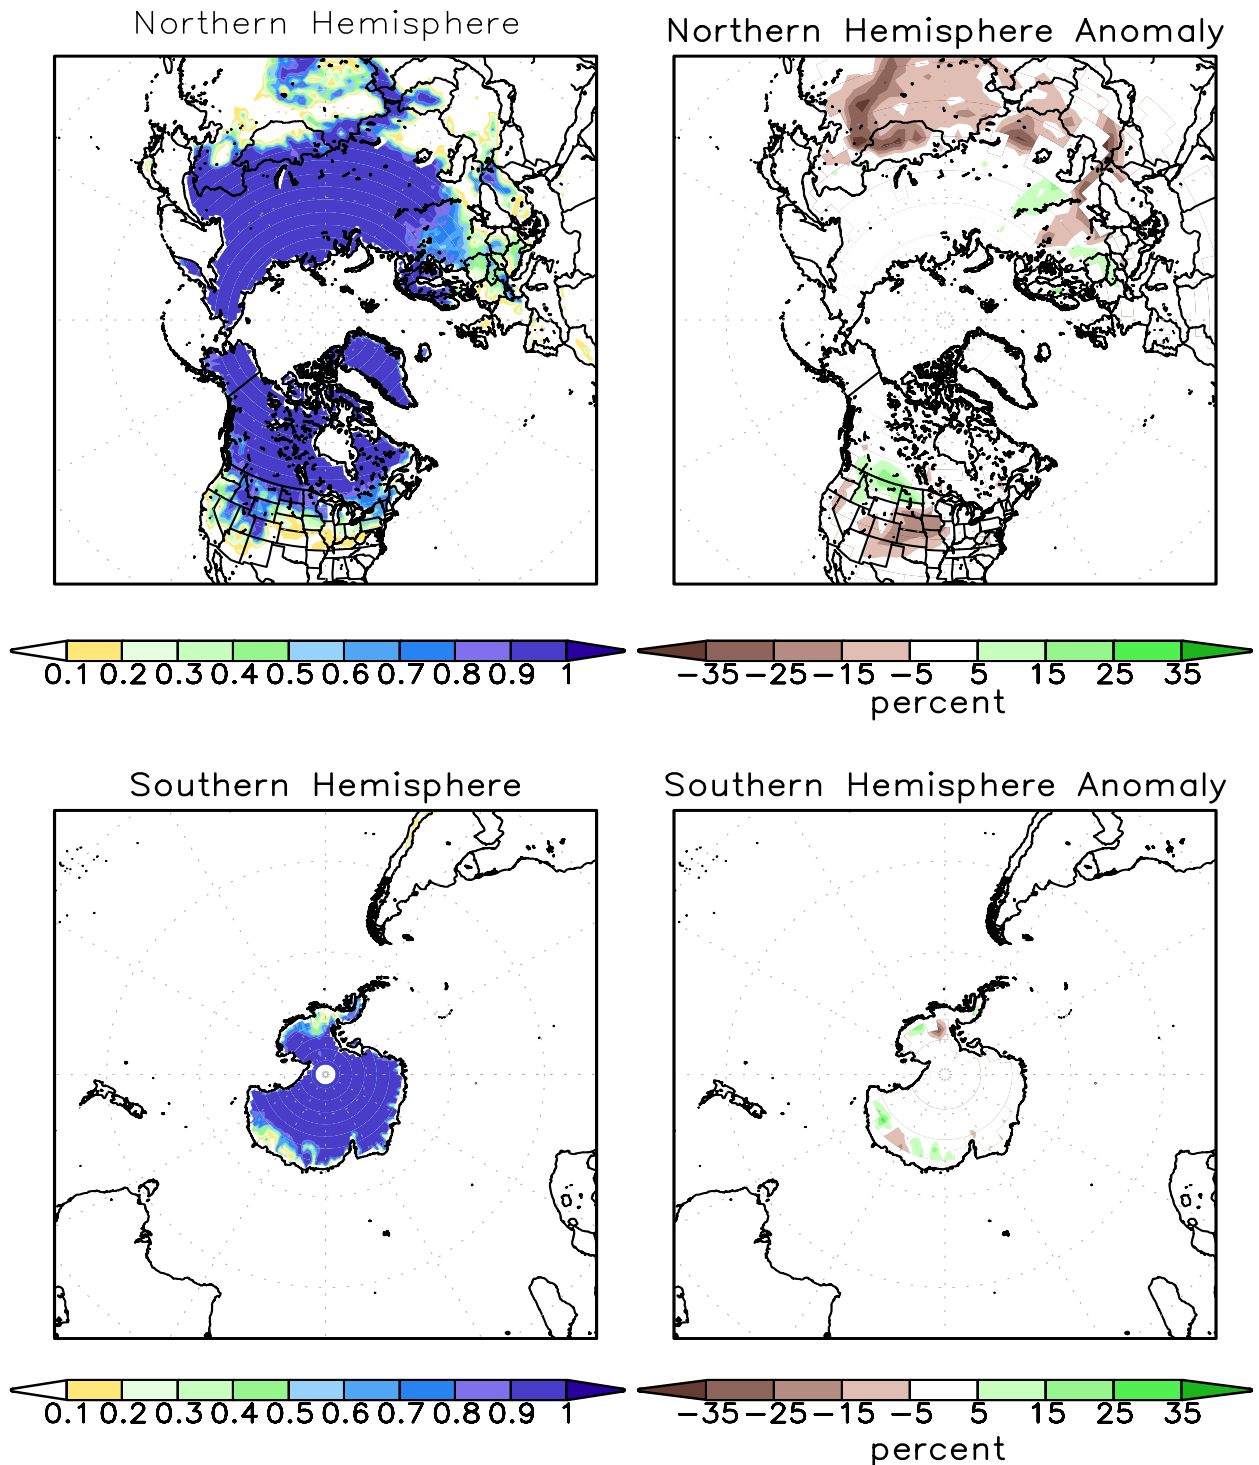 Northern Hemisphere
Northern Hemisphere Anomaly
0.1 0.2 0.3 0.4 0.5 0.6 0.7 0.8 0.9 1
-35 -25 -15 -5 5 15 25 35
percent
Southern Hemisphere
Southern Hemisphere Anomaly
0.1 0.2 0.3 0.4 0.5 0.6 0.7 0.8 0.9 1
-35 -25 -15 -5 5 15 25 35
percent